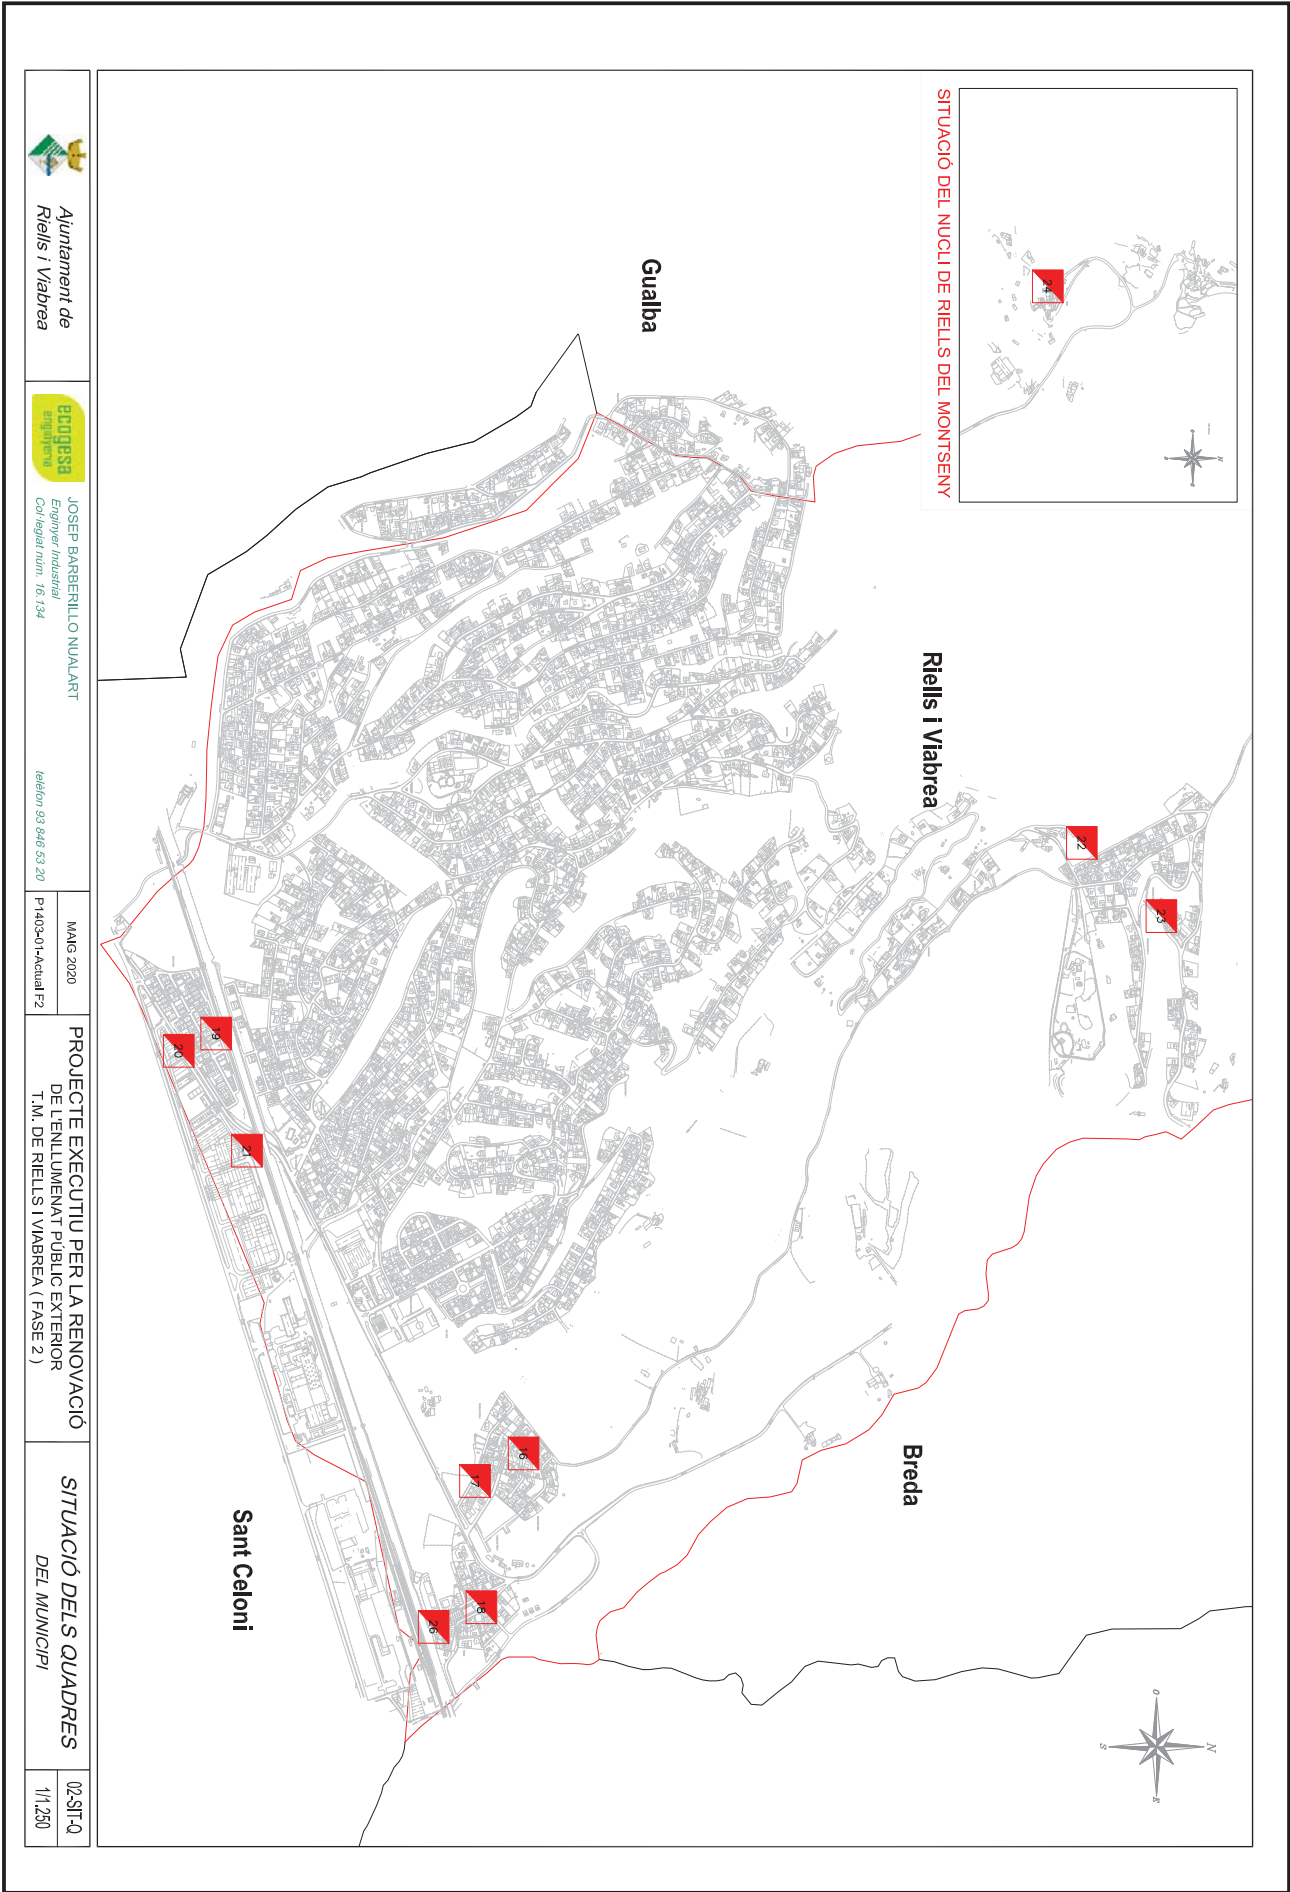 SITUACIÓ DEL NUCLI DE RIELLS DEL MONTSENY
24
N
Gualba
Riells i Viabrea
Breda
Sant Celoni
22
23
19
20
21
16
17
18
26
N
O
E
S
Ajuntament de
Riells i Viabrea
ecogesa
enginyeria
JOSEP BARBERILLO NUALART
Enginyer Industrial
Col·legiat núm. 16.134
telèfon 93 846 53 20
MAIG 2020
P1403-01-Actual F2
PROJECTE EXECUTIU PER LA RENOVACIÓ
DE L'ENLLUMENAT PÚBLIC EXTERIOR
T.M. DE RIELLS I VIABREA ( FASE 2 )
SITUACIÓ DELS QUADRES
DEL MUNICIPI
02-SIT-Q
1/1.250